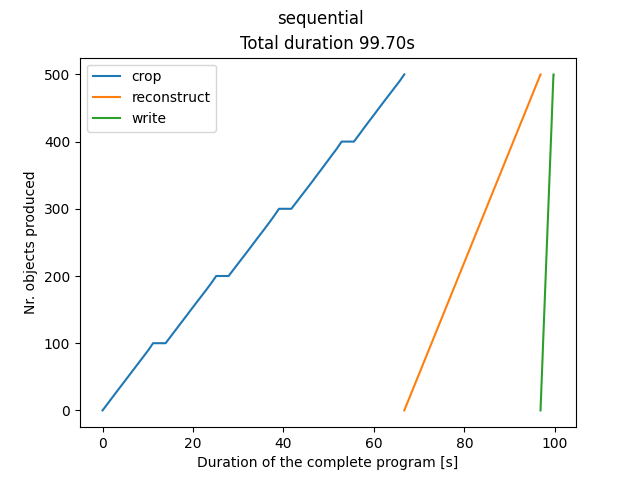 sequential
Total duration 99.70s
crop
reconstruct
write
500
400
300
200
100
0
Nr. objects produced
0 20 40 60 80 100
Duration of the complete program [s]